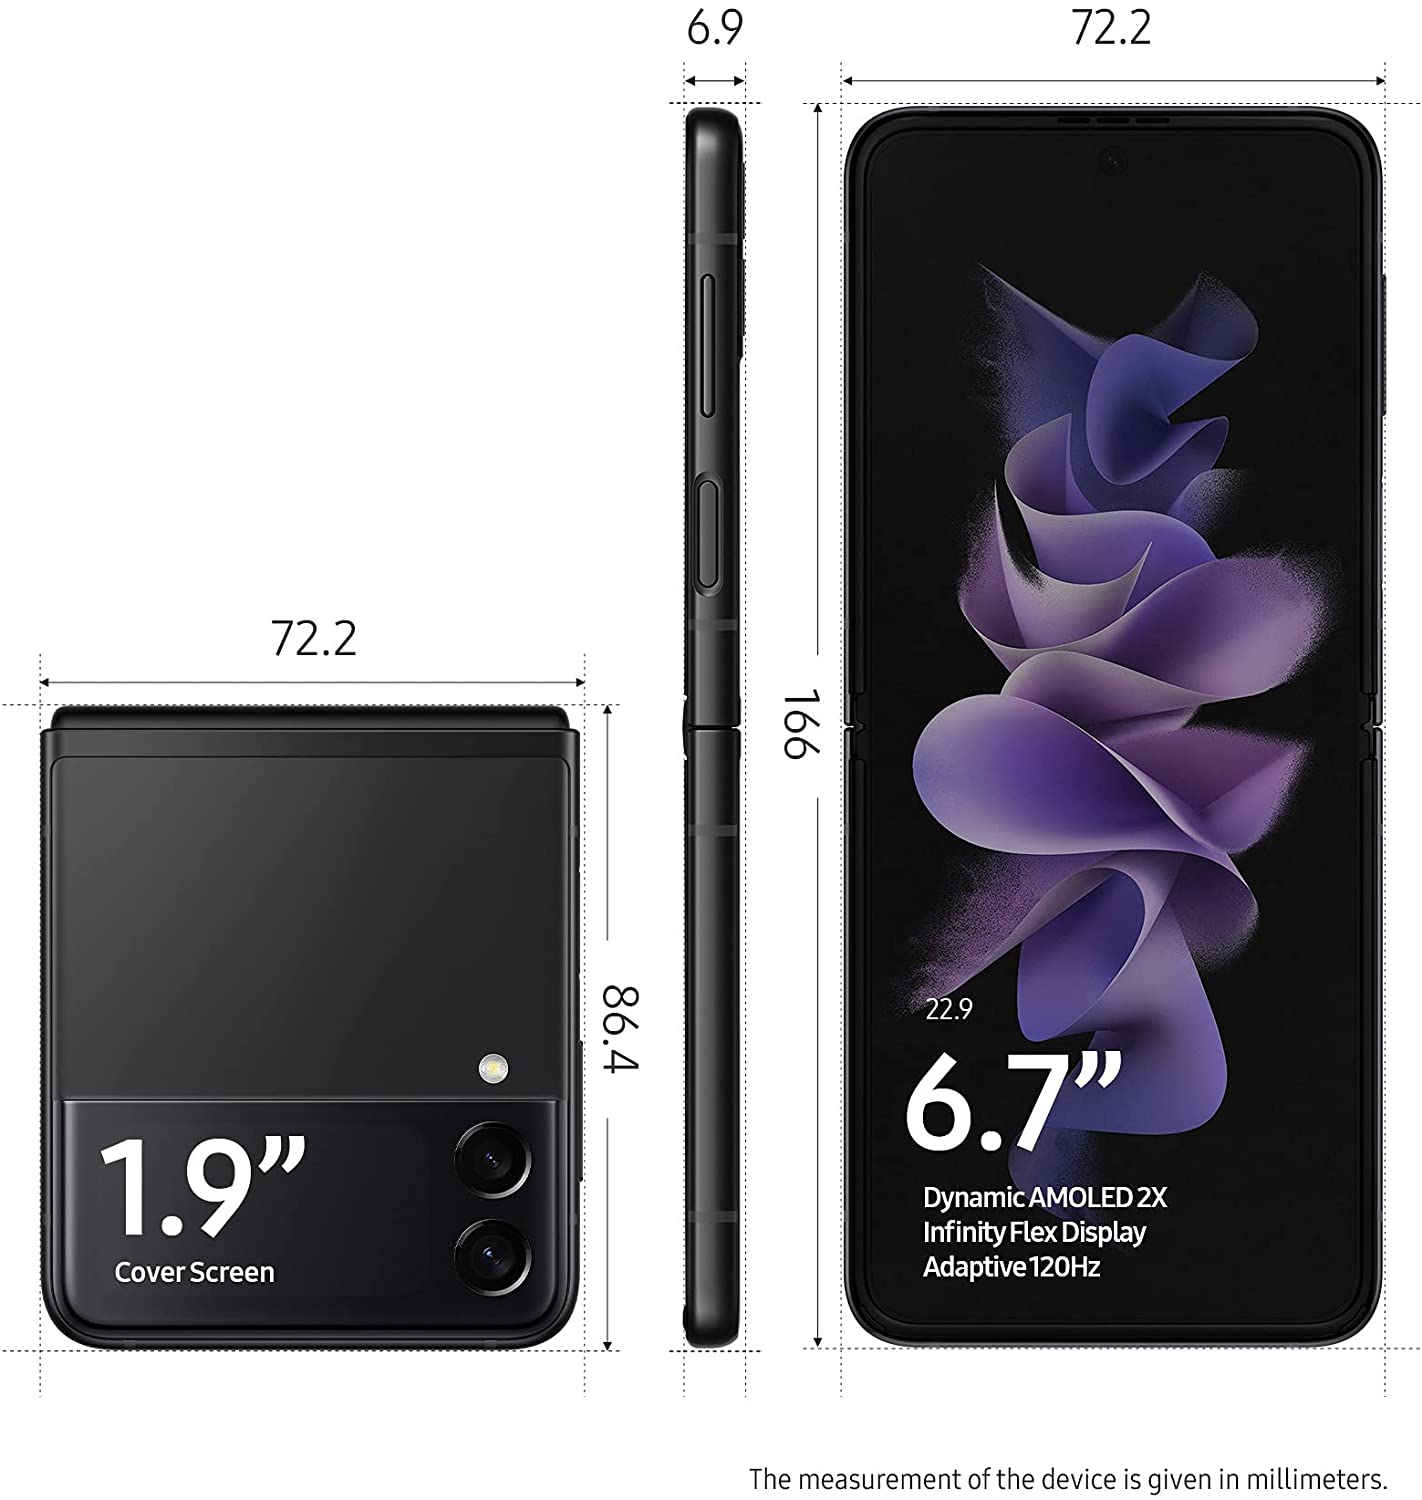 6.9
72.2
72.2
166
86.4
22.9
6.7”
Dynamic AMOLED 2X
Infinity Flex Display
Adaptive 120Hz
1.9”
Cover Screen
The measurement of the device is given in millimeters.